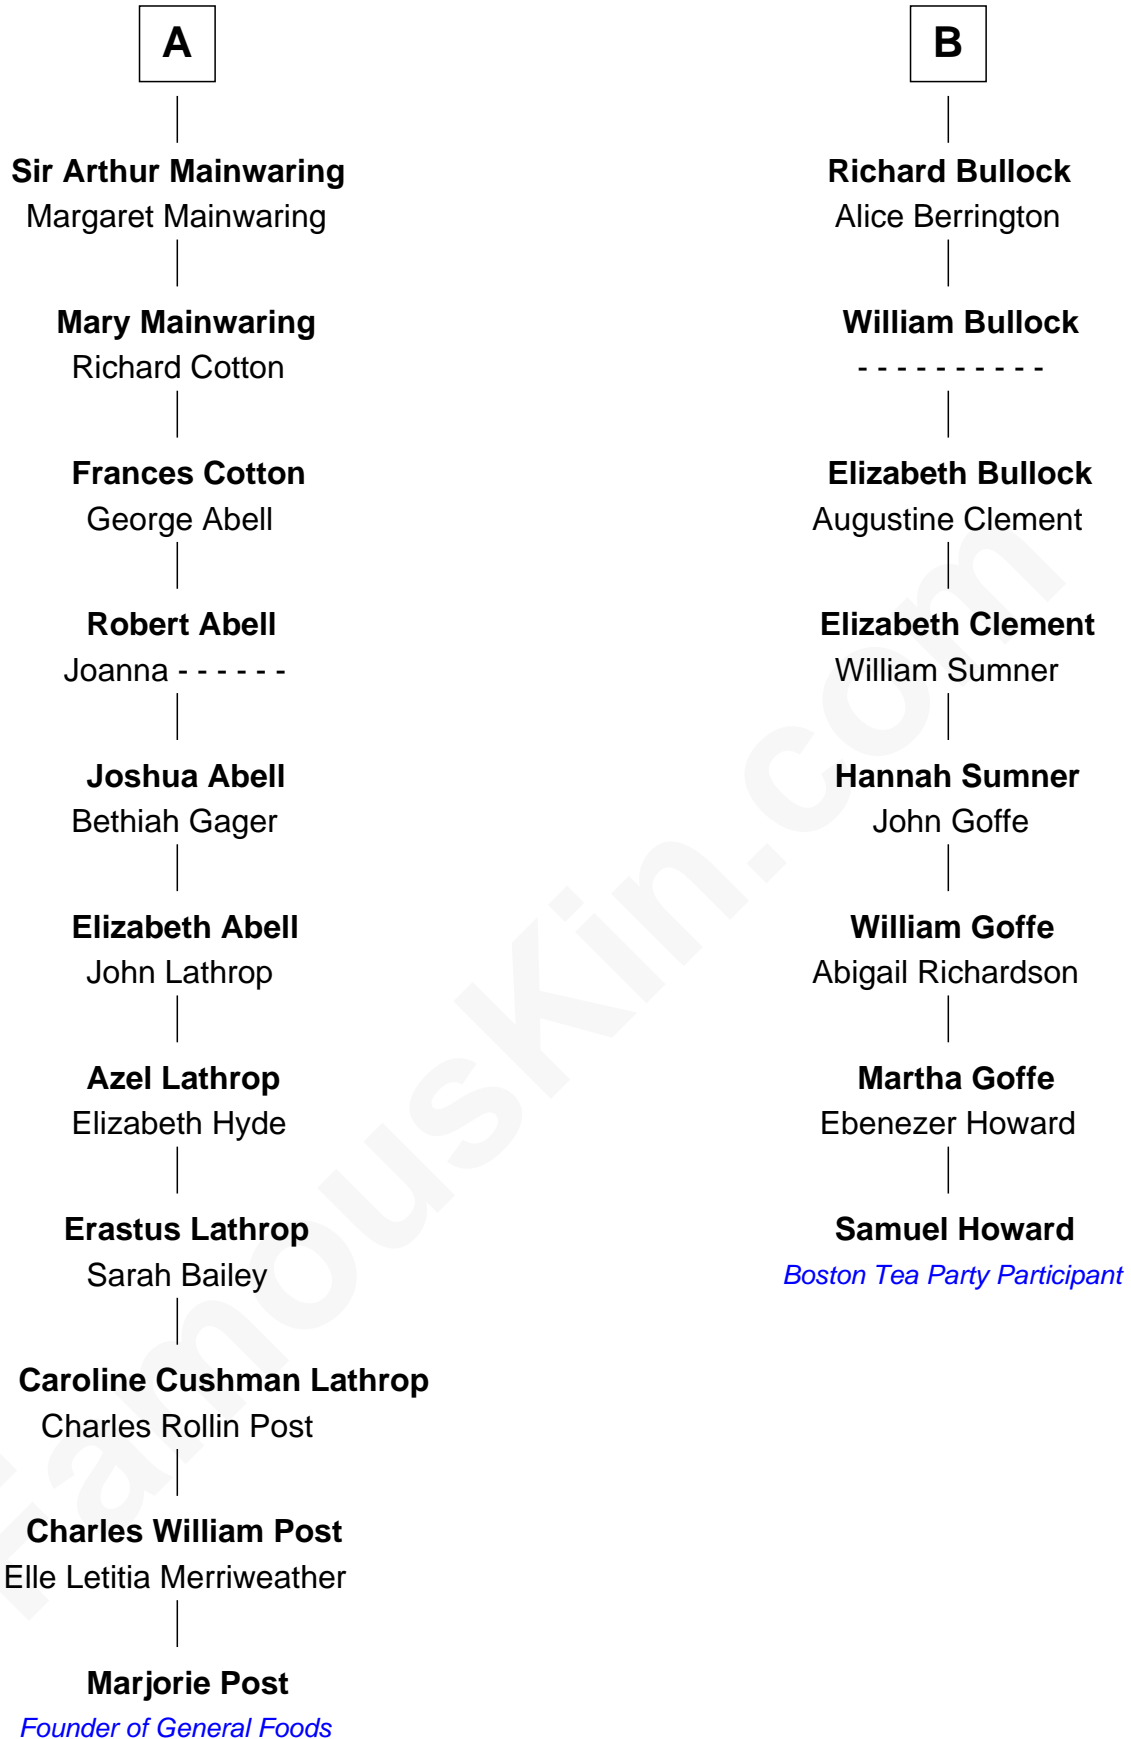 A
Sir Arthur Mainwaring
Margaret Mainwaring
Mary Mainwaring
Richard Cotton
Frances Cotton
George Abell
Robert Abell
Joanna - - - - - -
Joshua Abell
Bethiah Gager
Elizabeth Abell
John Lathrop
Azel Lathrop
Elizabeth Hyde
Erastus Lathrop
Sarah Bailey
Caroline Cushman Lathrop
Charles Rollin Post
Charles William Post
Elle Letitia Merriweather
Marjorie Post
Founder of General Foods
B
Richard Bullock
Alice Berrington
William Bullock
- - - - - - - - - -
Elizabeth Bullock
Augustine Clement
Elizabeth Clement
William Sumner
Hannah Sumner
John Goffe
William Goffe
Abigail Richardson
Martha Goffe
Ebenezer Howard
Samuel Howard
Boston Tea Party Participant
FamousKin.com